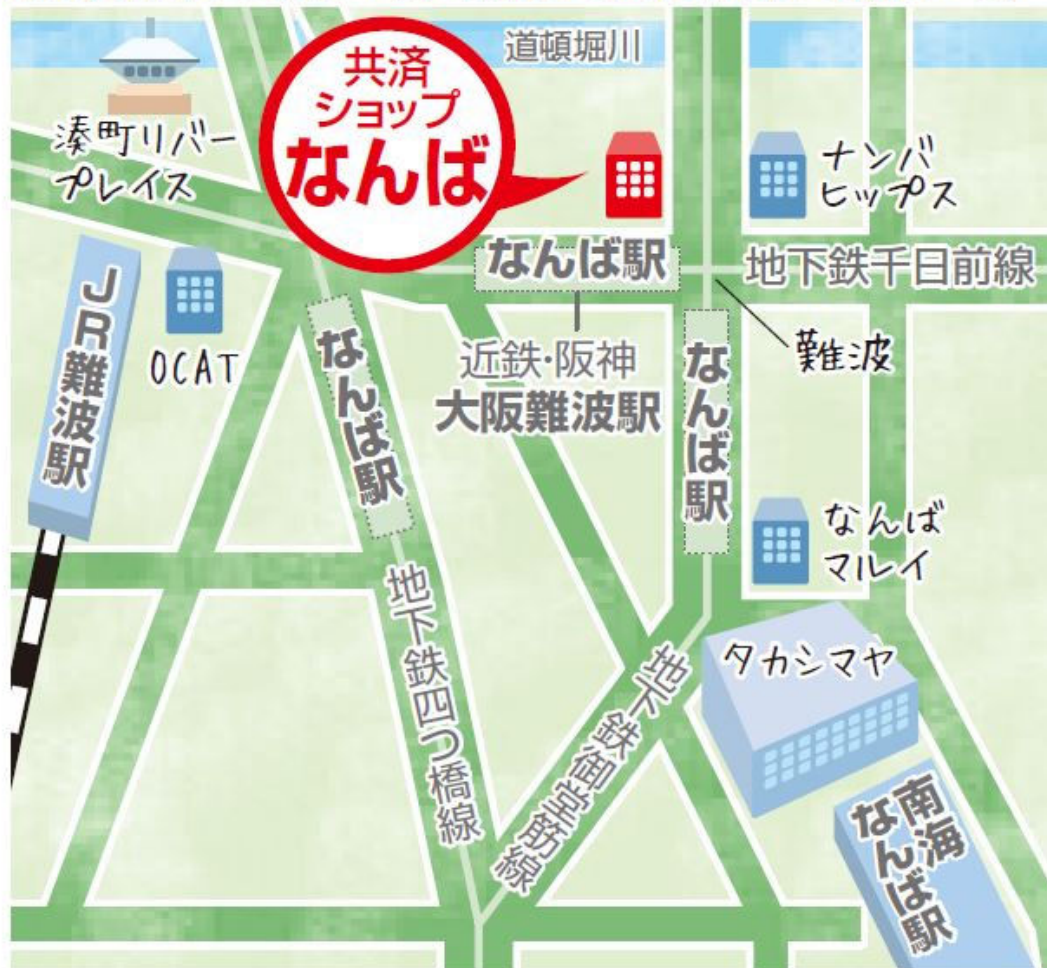 道頓堀川
共済
ショップ
なんば
湊町リバー
プレイス
ナンバ
ヒップス
なんば駅
地下鉄千日前線
JR難波駅
OCAT
なんば駅
近鉄・阪神
大阪難波駅
なんば駅
難波
なんば
マルイ
地下鉄四つ橋線
地下鉄御堂筋線
タカシマヤ
南海
なんば駅